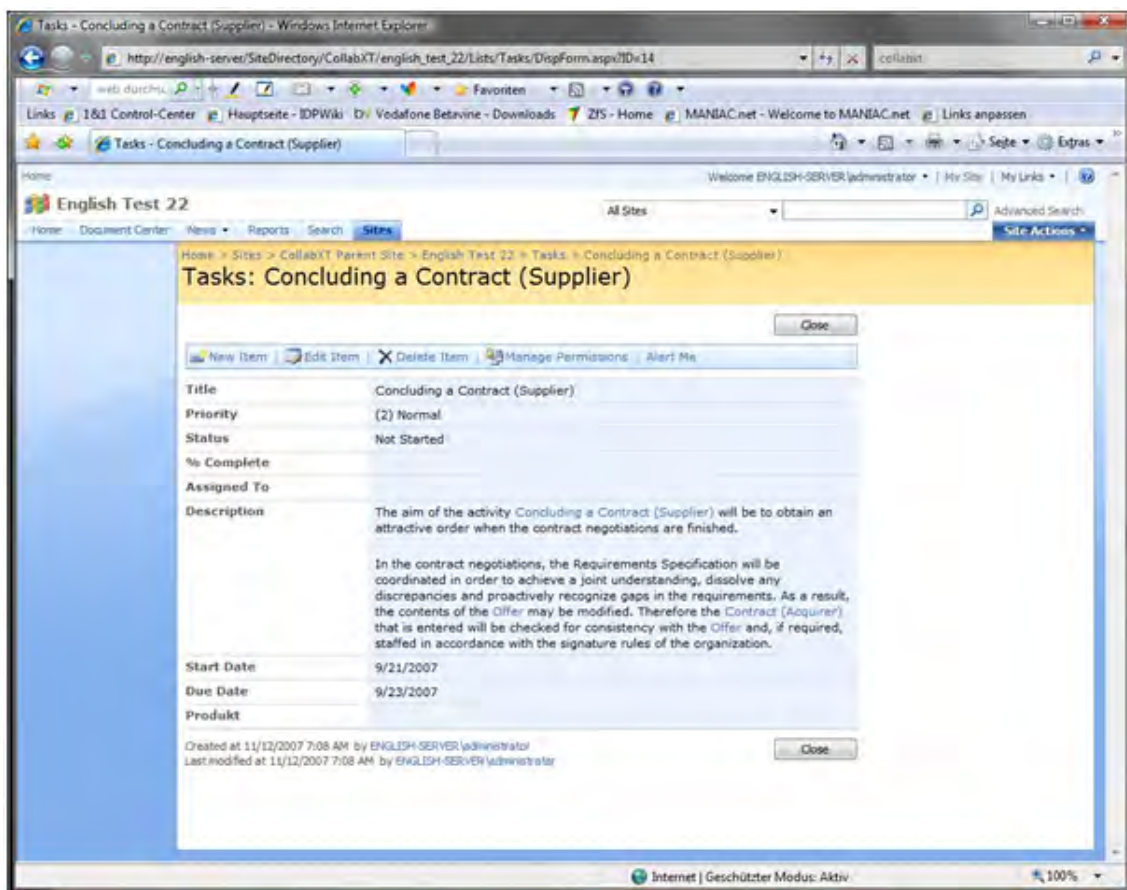 Tasks - Concluding a Contract (Supplier) - Windows Internet Explorer
http://english-server/SiteDirectory/CollabXT/english_test_22/Lists/Tasks/DispForm.aspx?ID=14
collabxt
web durchsu
Favoriten
Links 1&1 Control-Center Hauptseite - IDPWiki Vodafone Betavine - Downloads ZfS - Home MANIAC.net - Welcome to MANIAC.net Links anpassen
Tasks - Concluding a Contract (Supplier)
Seite Extras
Home
Welcome ENGLISH-SERVER\administrator | My Site | My Links |
English Test 22
All Sites
Advanced Search
Home Document Center News Reports Search Sites
Site Actions
Home > Sites > CollabXT Parent Site > English Test 22 > Tasks > Concluding a Contract (Supplier)
Tasks: Concluding a Contract (Supplier)
Close
New Item | Edit Item | Delete Item | Manage Permissions | Alert Me
Title Concluding a Contract (Supplier)
Priority (2) Normal
Status Not Started
% Complete
Assigned To
Description The aim of the activity Concluding a Contract (Supplier) will be to obtain an
attractive order when the contract negotiations are finished.
In the contract negotiations, the Requirements Specification will be
coordinated in order to achieve a joint understanding, dissolve any
discrepancies and proactively recognize gaps in the requirements. As a result,
the contents of the Offer may be modified. Therefore the Contract (Acquirer)
that is entered will be checked for consistency with the Offer and, if required,
staffed in accordance with the signature rules of the organization.
Start Date 9/21/2007
Due Date 9/23/2007
Produkt
Created at 11/12/2007 7:08 AM by ENGLISH-SERVER\administrator
Last modified at 11/12/2007 7:08 AM by ENGLISH-SERVER\administrator
Close
Internet | Geschützter Modus: Aktiv
100%